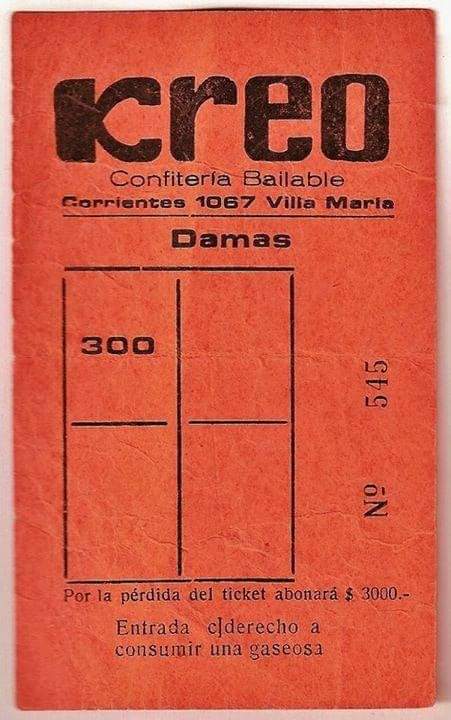 Kreo
Confitería Bailable
Corrientes 1067 Villa María
Damas
300
Nº 545
Por la pérdida del ticket abonará $ 3000.-
Entrada c/derecho a
consumir una gaseosa